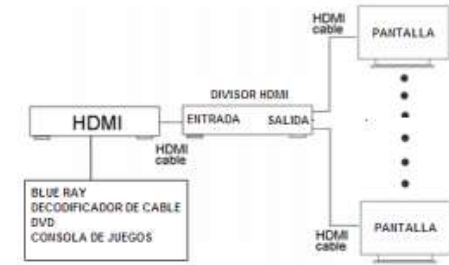 HDMI
cable
PANTALLA
DIVISOR HDMI
HDMI
ENTRADA
SALIDA
HDMI
cable
BLUE RAY
DECODIFICADOR DE CABLE
DVD
CONSOLA DE JUEGOS
HDMI
cable
PANTALLA